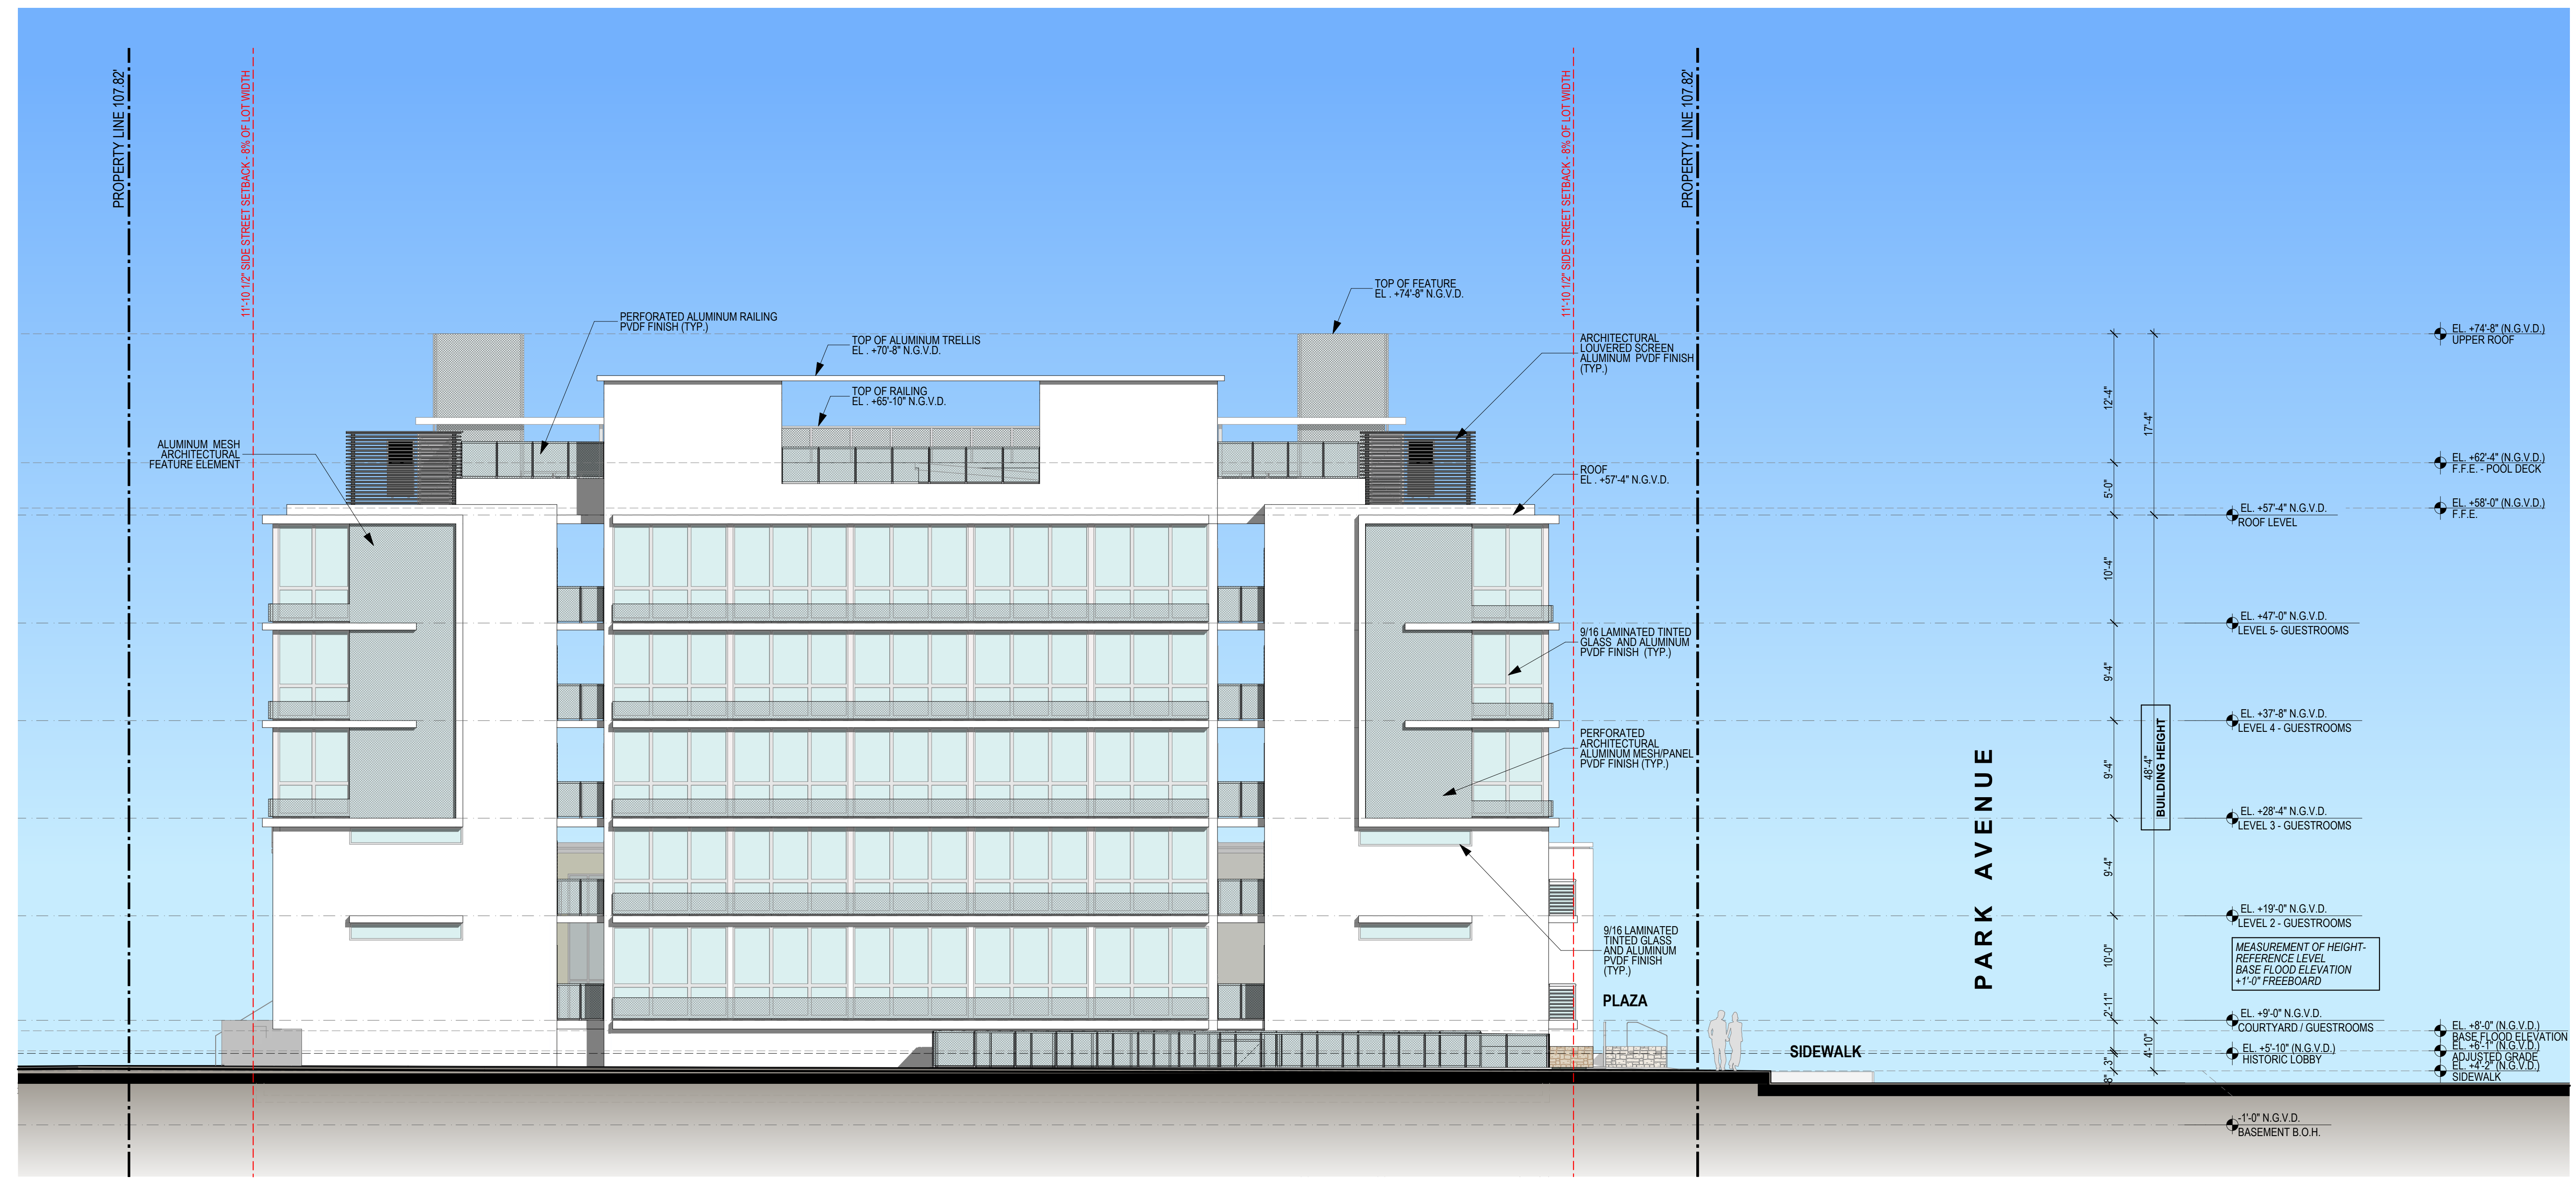 PROPERTY LINE 107.82'
11'-10 1/2" SIDE STREET SETBACK - 8% OF LOT WIDTH
11'-10 1/2" SIDE STREET SETBACK - 8% OF LOT WIDTH
PROPERTY LINE 107.82'
TOP OF FEATURE
EL . +74'-8" N.G.V.D.
PERFORATED ALUMINUM RAILING
PVDF FINISH (TYP.)
TOP OF ALUMINUM TRELLIS
EL . +70'-8" N.G.V.D.
ARCHITECTURAL
LOUVERED SCREEN
ALUMINUM PVDF FINISH
(TYP.)
TOP OF RAILING
EL . +65'-10" N.G.V.D.
ALUMINUM MESH
ARCHITECTURAL
FEATURE ELEMENT
ROOF
EL . +57'-4" N.G.V.D.
9/16 LAMINATED TINTED
GLASS AND ALUMINUM
PVDF FINISH (TYP.)
PERFORATED
ARCHITECTURAL
ALUMINUM MESH/PANEL
PVDF FINISH (TYP.)
9/16 LAMINATED
TINTED GLASS
AND ALUMINUM
PVDF FINISH
(TYP.)
PLAZA
SIDEWALK
PARK AVENUE
12'-4"
5'-0"
10'-4"
9'-4"
9'-4"
9'-4"
10'-0"
2'-11"
3"
8"
17'-4"
48'-4"
BUILDING HEIGHT
4'-10"
EL. +57'-4" N.G.V.D.
ROOF LEVEL
EL. +47'-0" N.G.V.D.
LEVEL 5- GUESTROOMS
EL. +37'-8" N.G.V.D.
LEVEL 4 - GUESTROOMS
EL. +28'-4" N.G.V.D.
LEVEL 3 - GUESTROOMS
EL. +19'-0" N.G.V.D.
LEVEL 2 - GUESTROOMS
MEASUREMENT OF HEIGHT-
REFERENCE LEVEL
BASE FLOOD ELEVATION
+1'-0" FREEBOARD
EL. +9'-0" N.G.V.D.
COURTYARD / GUESTROOMS
EL. +5'-10" (N.G.V.D.)
HISTORIC LOBBY
-1'-0" N.G.V.D.
BASEMENT B.O.H.
EL. +74'-8" (N.G.V.D.)
UPPER ROOF
EL. +62'-4" (N.G.V.D.)
F.F.E. - POOL DECK
EL. +58'-0" (N.G.V.D.)
F.F.E.
EL. +8'-0" (N.G.V.D.)
BASE FLOOD ELEVATION
EL. +6'-1" (N.G.V.D.)
ADJUSTED GRADE
EL. +4'-2" (N.G.V.D.)
SIDEWALK